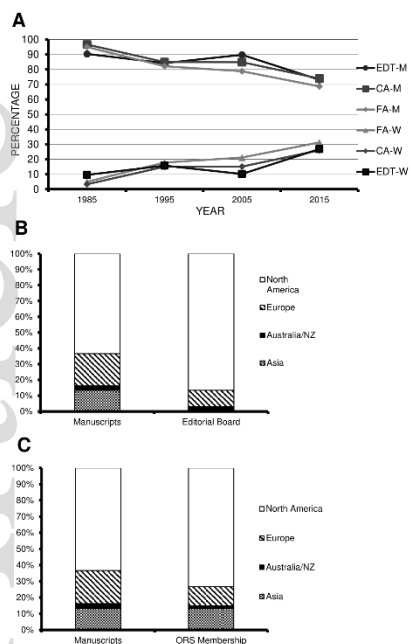 A
100
90
80
70
60
50
40
30
20
10
0
PERCENTAGE
1985 1995 2005 2015
YEAR
EDT-M
CA-M
FA-M
FA-W
CA-W
EDT-W
B
100%
90%
80%
70%
60%
50%
40%
30%
20%
10%
0%
Manuscripts Editorial Board
North
America
Europe
Australia/NZ
Asia
C
100%
90%
80%
70%
60%
50%
40%
30%
20%
10%
0%
Manuscripts ORS Membership
North America
Europe
Australia/NZ
Asia